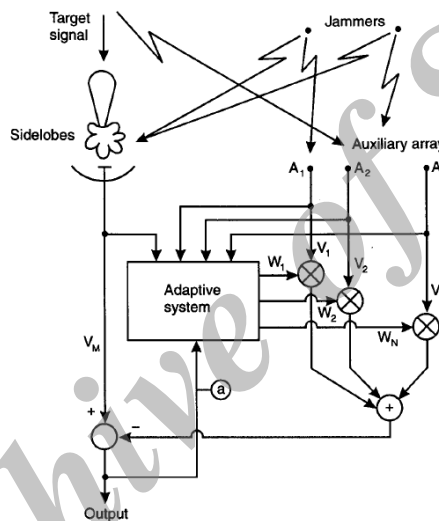 Target
signal
Jammers
Sidelobes
Auxiliary array
A1
A2
A
V1
V2
V
W1
W2
WN
Adaptive
system
VM
a
+
−
+
Output